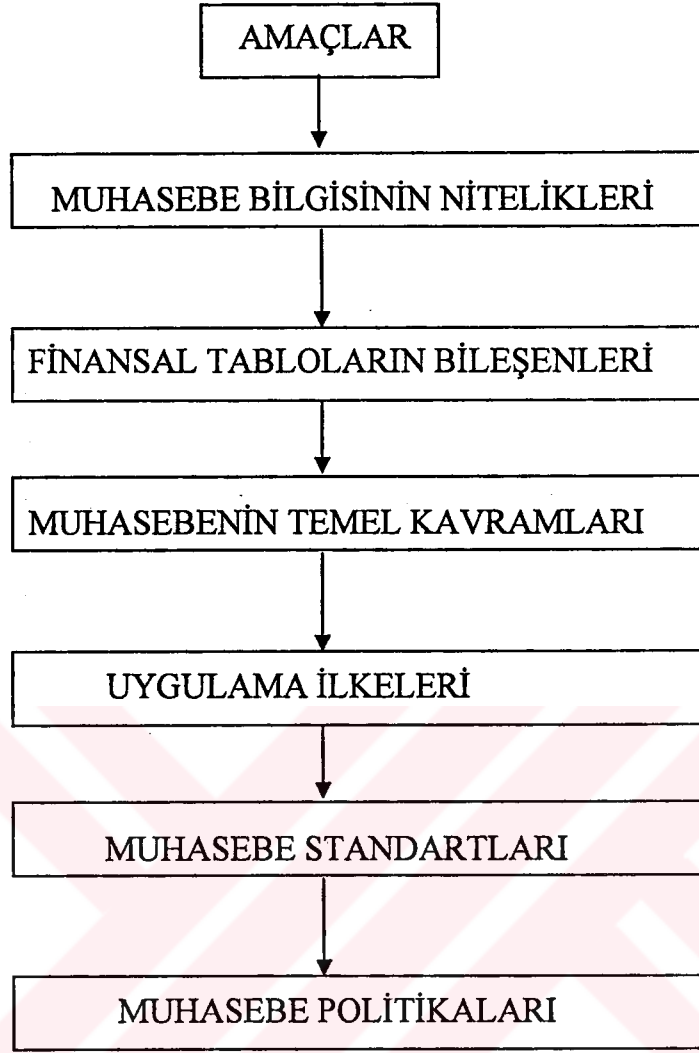 AMAÇLAR
MUHASEBE BİLGİSİNİN NİTELİKLERİ
FİNANSAL TABLOLARIN BİLEŞENLERİ
MUHASEBENİN TEMEL KAVRAMLARI
UYGULAMA İLKELERİ
MUHASEBE STANDARTLARI
MUHASEBE POLİTİKALARI